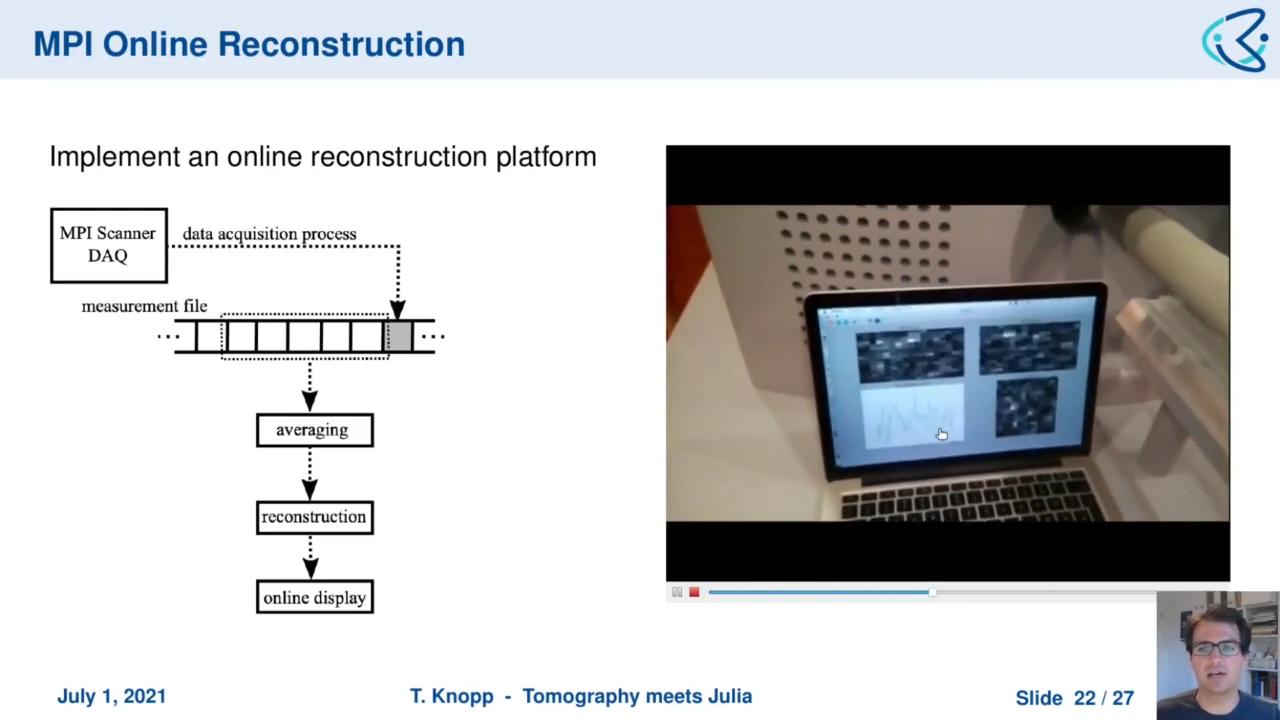 MPI Online Reconstruction
Implement an online reconstruction platform
MPI Scanner
DAQ
data acquisition process
measurement file
averaging
reconstruction
online display
July 1, 2021
T. Knopp - Tomography meets Julia
Slide 22 / 27